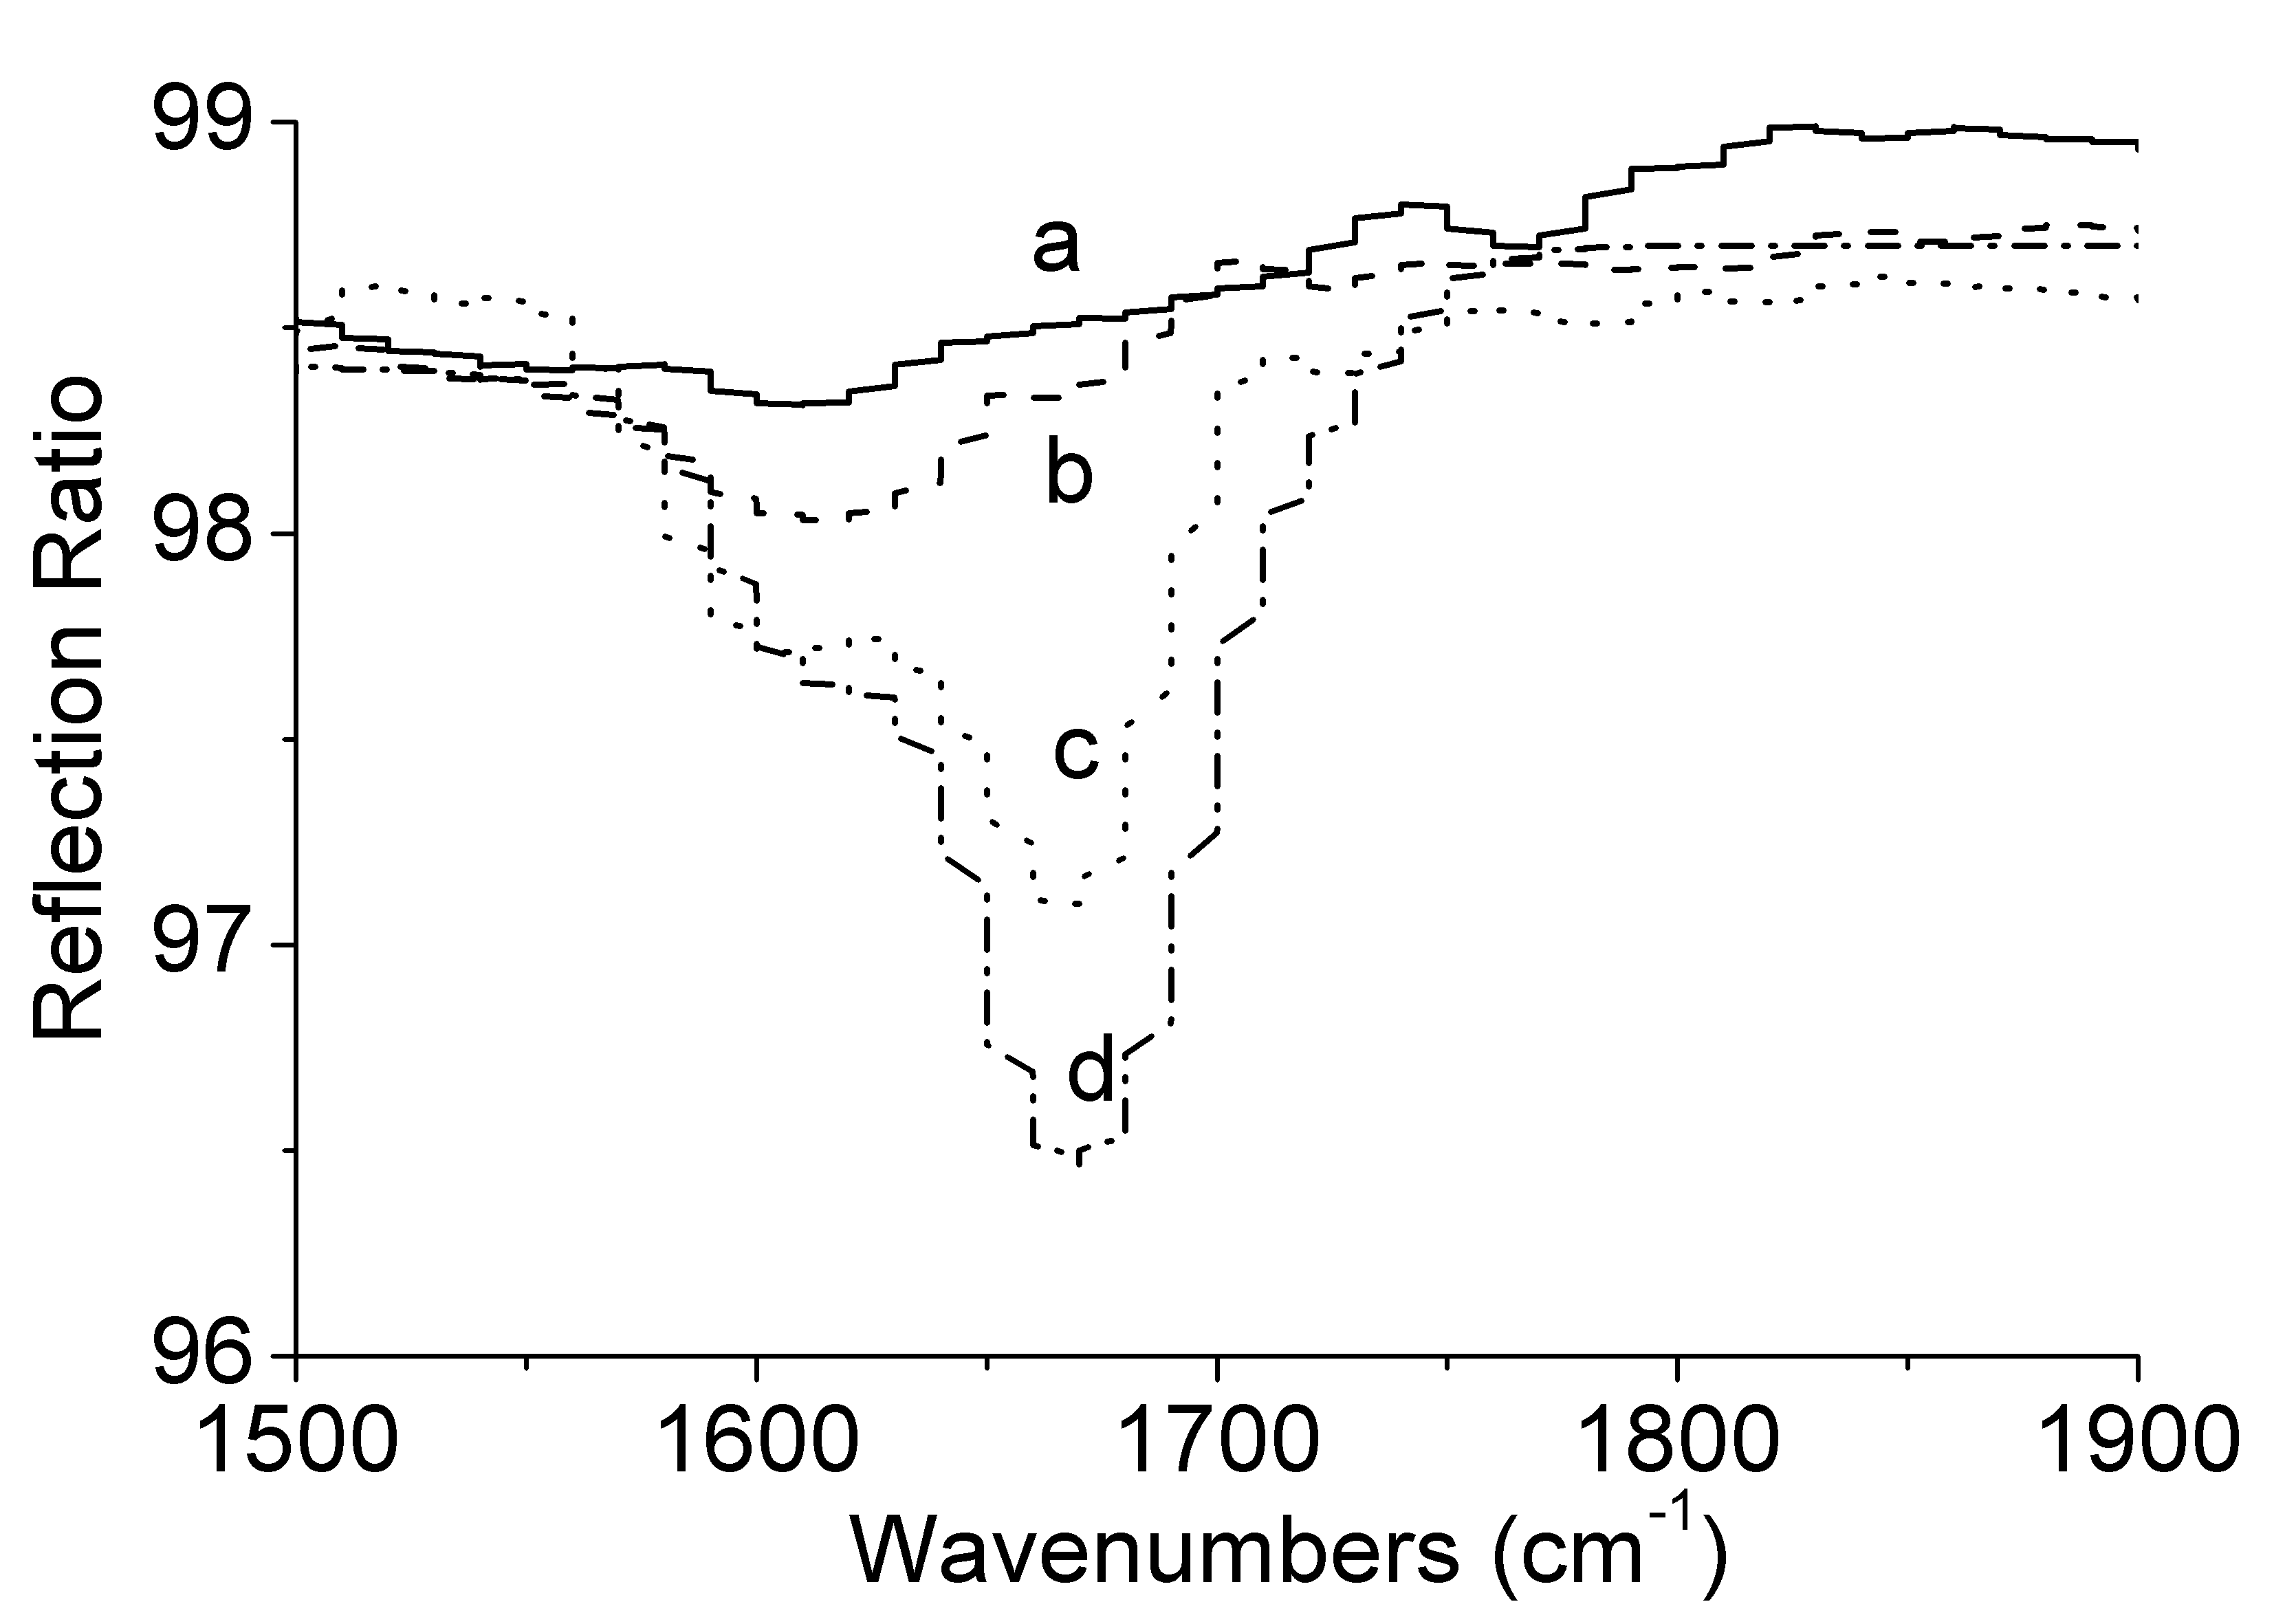 99
98
97
96
Reflection Ratio
a
b
c
d
1500 1600 1700 1800 1900
Wavenumbers (cm⁻¹)